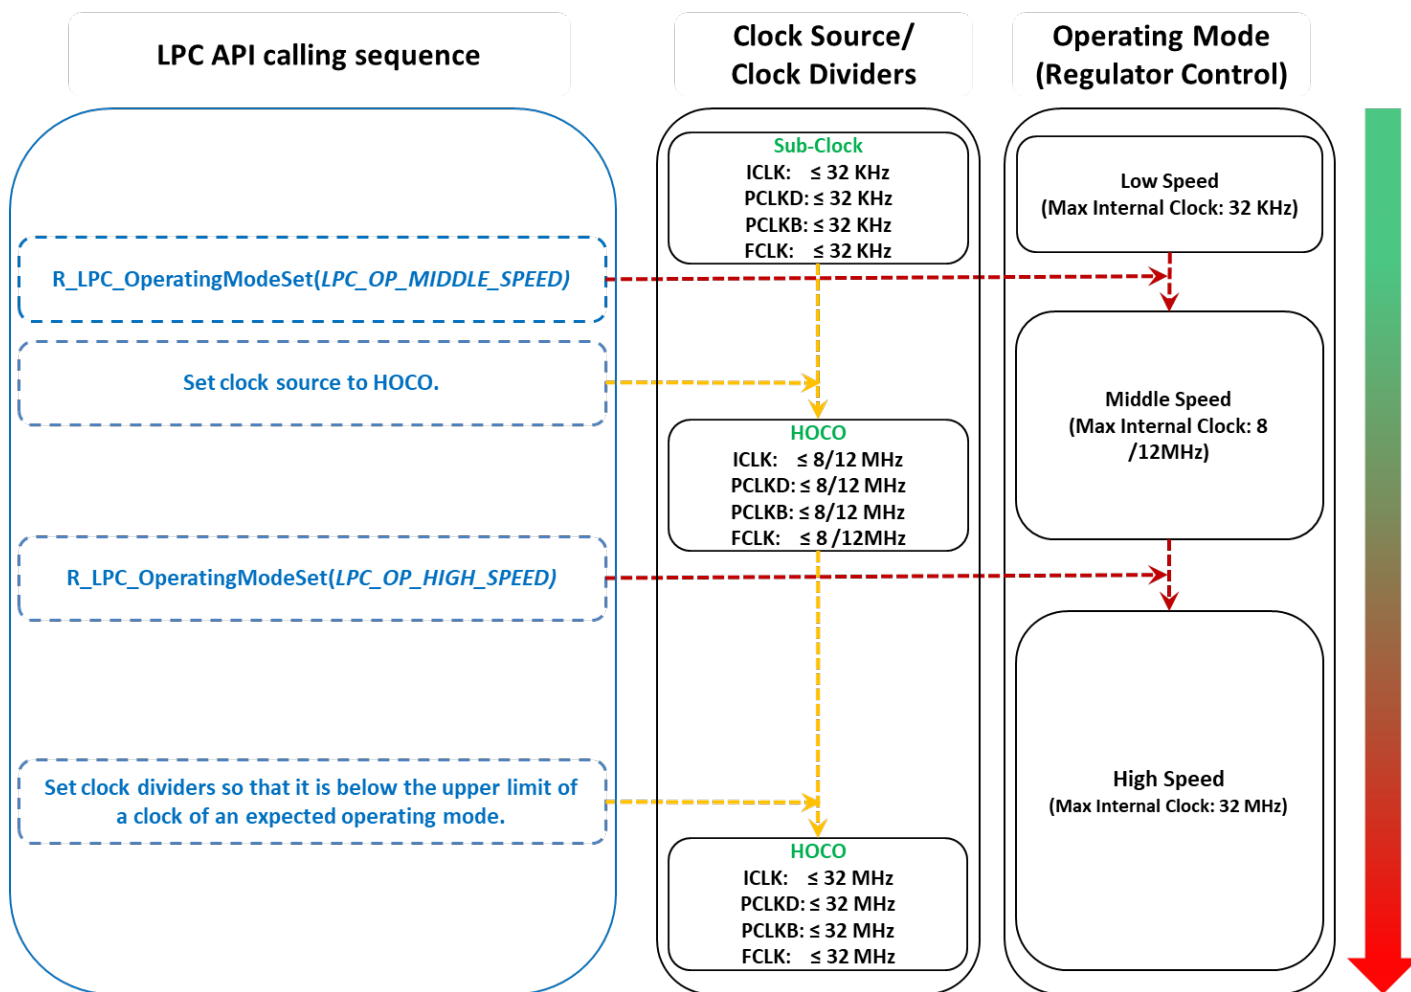 LPC API calling sequence
Clock Source/
Clock Dividers
Operating Mode
(Regulator Control)
R_LPC_OperatingModeSet(LPC_OP_MIDDLE_SPEED)
Set clock source to HOCO.
R_LPC_OperatingModeSet(LPC_OP_HIGH_SPEED)
Set clock dividers so that it is below the upper limit of
a clock of an expected operating mode.
Sub-Clock
ICLK: ≤ 32 KHz
PCLKD: ≤ 32 KHz
PCLKB: ≤ 32 KHz
FCLK: ≤ 32 KHz
HOCO
ICLK: ≤ 8/12 MHz
PCLKD: ≤ 8/12 MHz
PCLKB: ≤ 8/12 MHz
FCLK: ≤ 8 /12MHz
HOCO
ICLK: ≤ 32 MHz
PCLKD: ≤ 32 MHz
PCLKB: ≤ 32 MHz
FCLK: ≤ 32 MHz
Low Speed
(Max Internal Clock: 32 KHz)
Middle Speed
(Max Internal Clock: 8
/12MHz)
High Speed
(Max Internal Clock: 32 MHz)